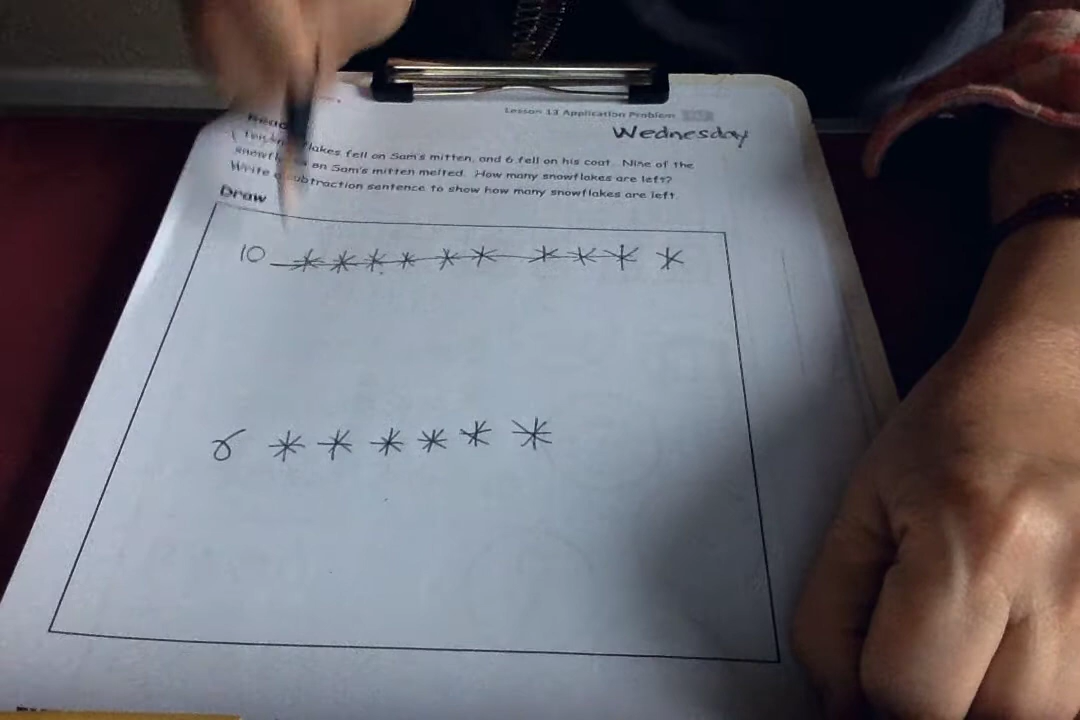 Lesson 13 Application Problem
Wednesday
Read
flakes fell on Sam's mitten, and 6 fell on his coat. Nine of the
on Sam's mitten melted. How many snowflakes are left?
Write a subtraction sentence to show how many snowflakes are left.
Draw
10
6